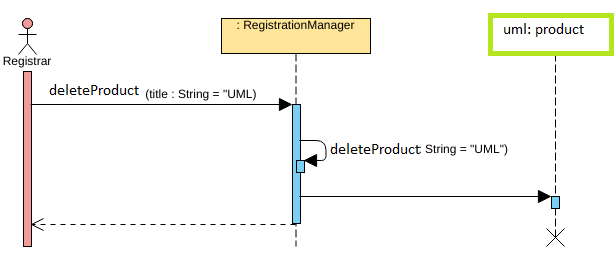 : RegistrationManager
uml: product
Registrar
deleteProduct (title : String = "UML)
deleteProduct String = "UML")